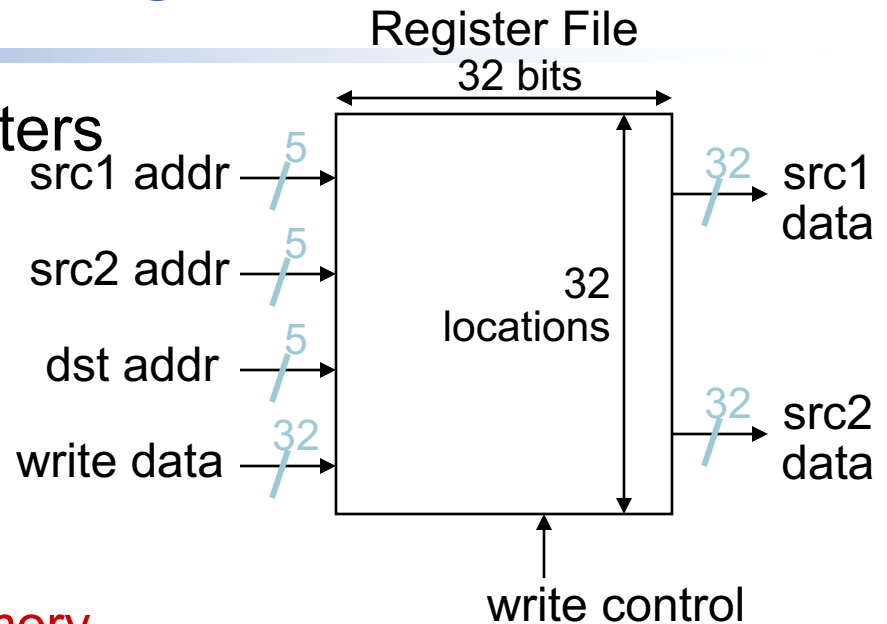 Register File
32 bits
ters
src1 addr
5
32
src1
data
src2 addr
5
32
locations
dst addr
5
write data
32
32
src2
data
write control